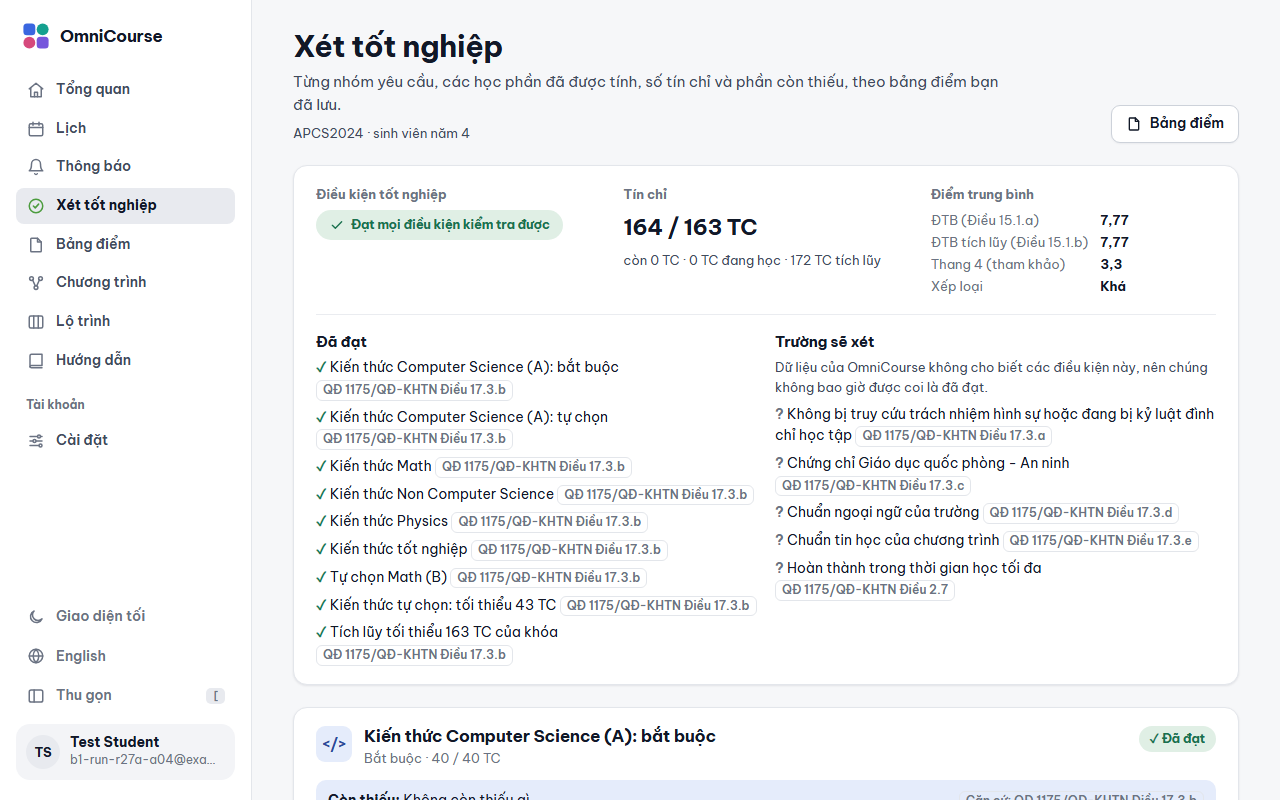 OmniCourse
Tổng quan
Lịch
Thông báo
Xét tốt nghiệp
Bảng điểm
Chương trình
Lộ trình
Hướng dẫn
Tài khoản
Cài đặt
Giao diện tối
English
Thu gọn [
TS
Test Student
b1-run-r27a-a04@exa...
Xét tốt nghiệp
Từng nhóm yêu cầu, các học phần đã được tính, số tín chỉ và phần còn thiếu, theo bảng điểm bạn
đã lưu.
APCS2024 · sinh viên năm 4
Bảng điểm
Điều kiện tốt nghiệp
Đạt mọi điều kiện kiểm tra được
Tín chỉ
164 / 163 TC
còn 0 TC · 0 TC đang học · 172 TC tích lũy
Điểm trung bình
ĐTB (Điều 15.1.a) 7,77
ĐTB tích lũy (Điều 15.1.b) 7,77
Thang 4 (tham khảo) 3,3
Xếp loại Khá
Đã đạt
✓ Kiến thức Computer Science (A): bắt buộc
QĐ 1175/QĐ-KHTN Điều 17.3.b
✓ Kiến thức Computer Science (A): tự chọn
QĐ 1175/QĐ-KHTN Điều 17.3.b
✓ Kiến thức Math QĐ 1175/QĐ-KHTN Điều 17.3.b
✓ Kiến thức Non Computer Science QĐ 1175/QĐ-KHTN Điều 17.3.b
✓ Kiến thức Physics QĐ 1175/QĐ-KHTN Điều 17.3.b
✓ Kiến thức tốt nghiệp QĐ 1175/QĐ-KHTN Điều 17.3.b
✓ Tự chọn Math (B) QĐ 1175/QĐ-KHTN Điều 17.3.b
✓ Kiến thức tự chọn: tối thiểu 43 TC QĐ 1175/QĐ-KHTN Điều 17.3.b
✓ Tích lũy tối thiểu 163 TC của khóa
QĐ 1175/QĐ-KHTN Điều 17.3.b
Trường sẽ xét
Dữ liệu của OmniCourse không cho biết các điều kiện này, nên chúng
không bao giờ được coi là đã đạt.
? Không bị truy cứu trách nhiệm hình sự hoặc đang bị kỷ luật đình
chỉ học tập QĐ 1175/QĐ-KHTN Điều 17.3.a
? Chứng chỉ Giáo dục quốc phòng - An ninh
QĐ 1175/QĐ-KHTN Điều 17.3.c
? Chuẩn ngoại ngữ của trường QĐ 1175/QĐ-KHTN Điều 17.3.d
? Chuẩn tin học của chương trình QĐ 1175/QĐ-KHTN Điều 17.3.e
? Hoàn thành trong thời gian học tối đa
QĐ 1175/QĐ-KHTN Điều 2.7
</> Kiến thức Computer Science (A): bắt buộc
Bắt buộc · 40 / 40 TC
✓ Đã đạt
Còn thiếu: Không còn thiếu gì
Căn cứ: QĐ 1175/QĐ-KHTN Điều 17.3.b